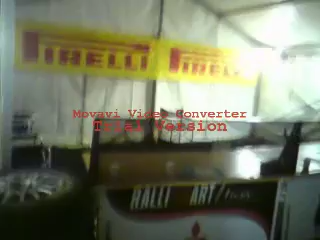 PIRELLI PIRELLI
Movavi Video Converter
Trial Version
RALLI ART/